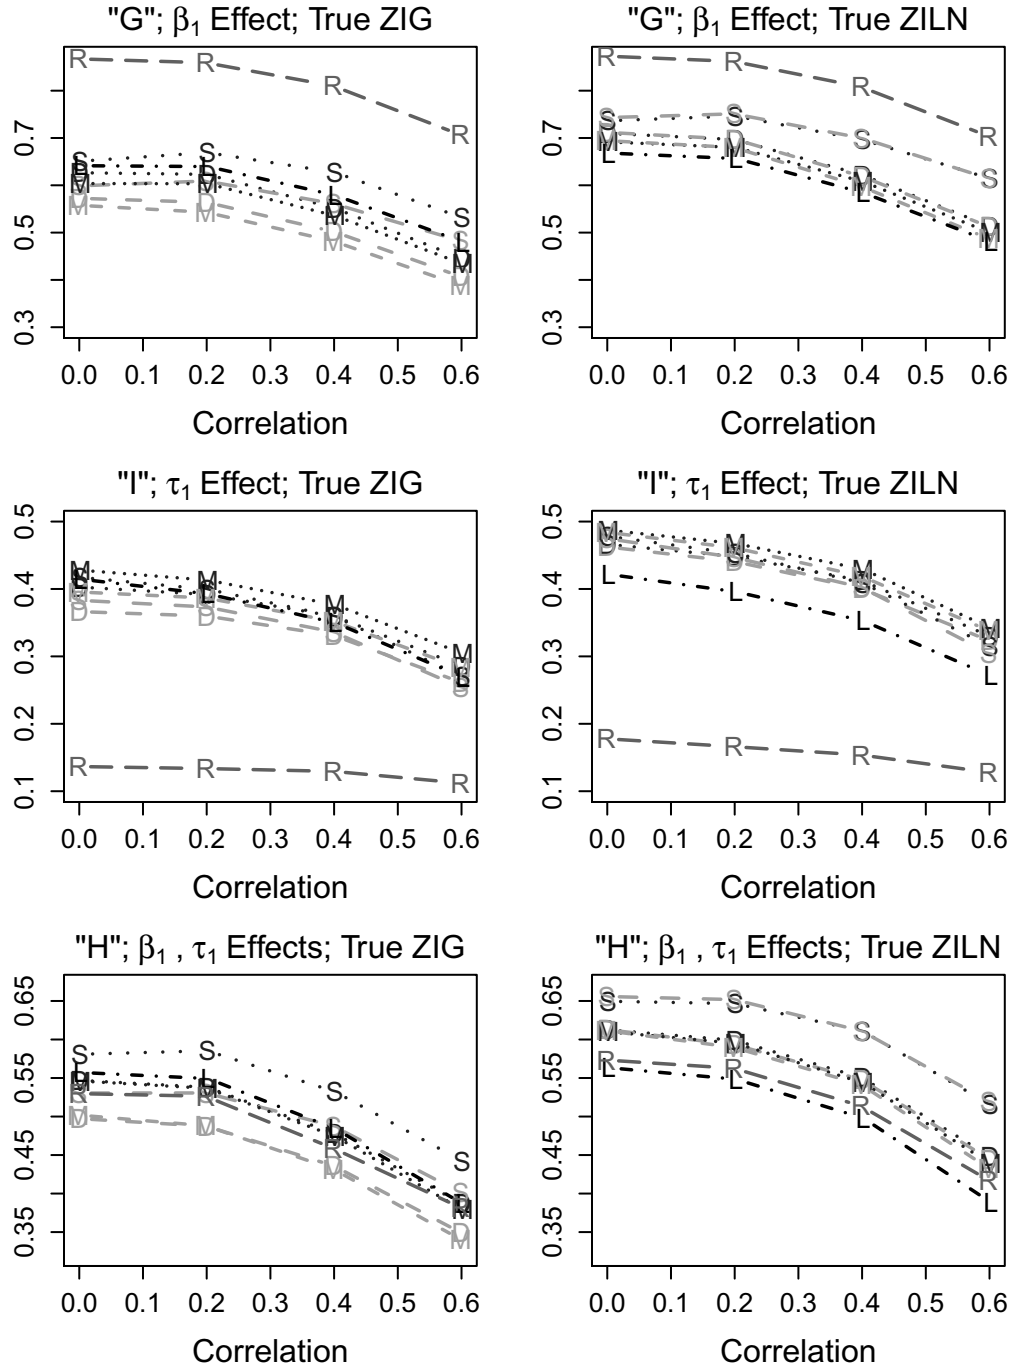 "G"; β1 Effect; True ZIG
0.3 0.5 0.7
R R R R
S S S S
L L L L
D D D D
M M M M
S S S S
D D D D
M M M M
0.0 0.1 0.2 0.3 0.4 0.5 0.6
Correlation
"G"; β1 Effect; True ZILN
0.3 0.5 0.7
R R R R
S S S S
D D D D
M M M M
L L L L
0.0 0.1 0.2 0.3 0.4 0.5 0.6
Correlation
"I"; τ1 Effect; True ZIG
0.1 0.2 0.3 0.4 0.5
M M M M
S S S S
L L L L
D D D D
R R R R
0.0 0.1 0.2 0.3 0.4 0.5 0.6
Correlation
"I"; τ1 Effect; True ZILN
0.1 0.2 0.3 0.4 0.5
M M M M
S S S S
D D D D
L L L L
R R R R
0.0 0.1 0.2 0.3 0.4 0.5 0.6
Correlation
"H"; β1 , τ1 Effects; True ZIG
0.35 0.45 0.55 0.65
S S S S
L L L L
D D D D
M M M M
R R R R
0.0 0.1 0.2 0.3 0.4 0.5 0.6
Correlation
"H"; β1 , τ1 Effects; True ZILN
0.35 0.45 0.55 0.65
S S S S
D D D D
M M M M
R R R R
L L L L
0.0 0.1 0.2 0.3 0.4 0.5 0.6
Correlation